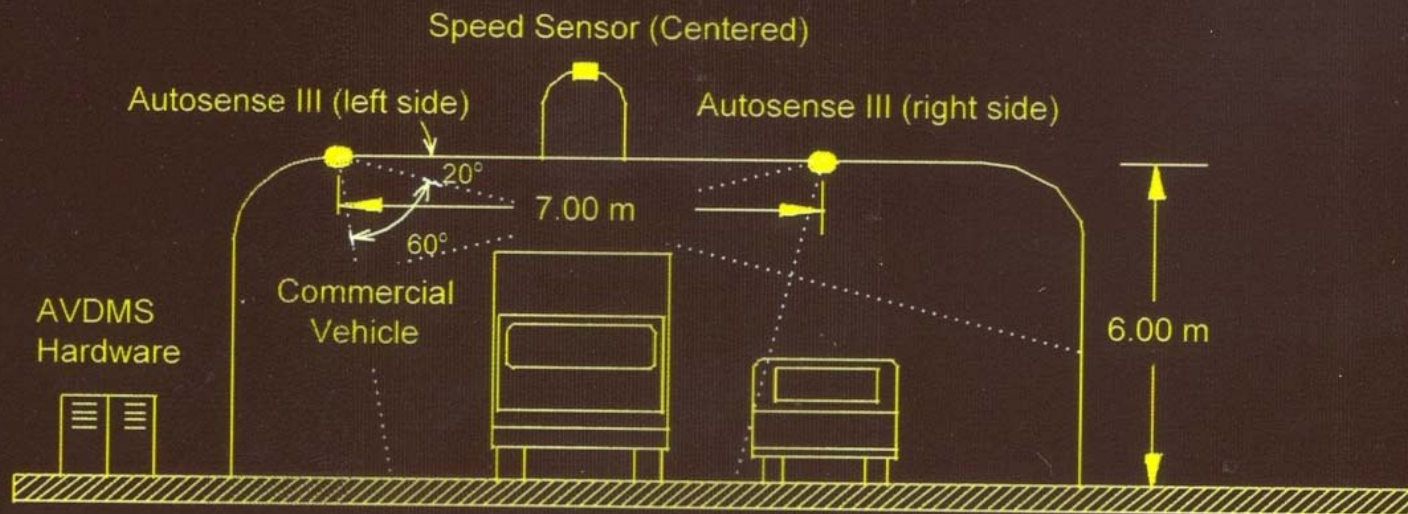 Speed Sensor (Centered)
Autosense III (left side)
Autosense III (right side)
20°
7.00 m
60°
Commercial
Vehicle
AVDMS
Hardware
6.00 m